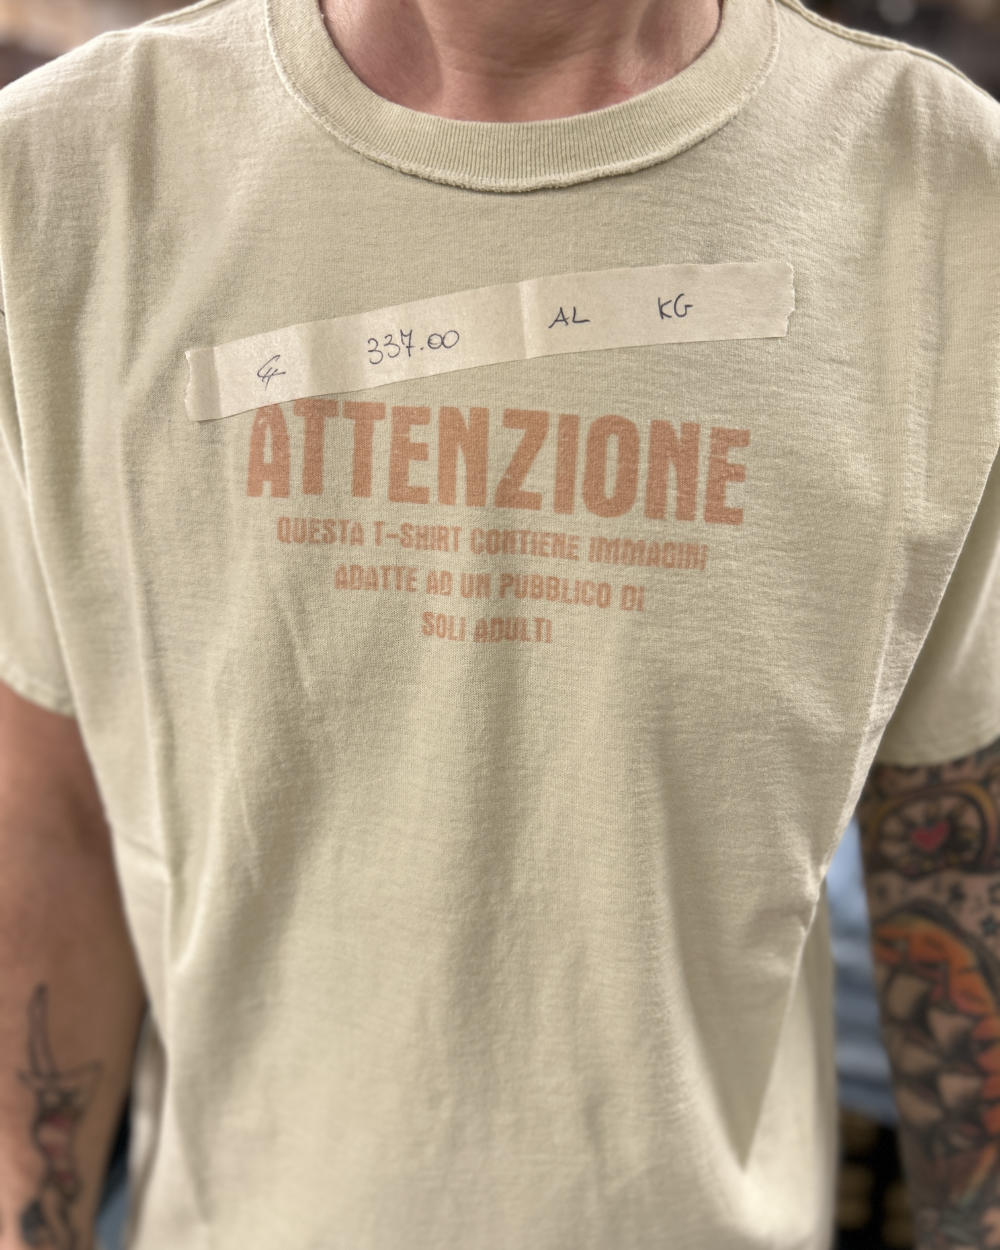 337.00 AL KG
ATTENZIONE
QUESTA T-SHIRT CONTIENE IMMAGINI
ADATTE AD UN PUBBLICO DI
SOLI ADULTI